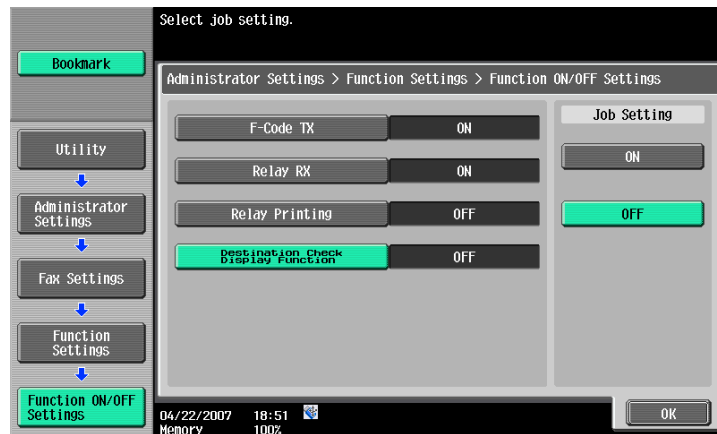 Select job setting.
Bookmark
Administrator Settings > Function Settings > Function ON/OFF Settings
Job Setting
F-Code TX ON
ON
Utility
Relay RX ON
Administrator
Settings
Relay Printing OFF
OFF
Destination Check
Display Function
OFF
Fax Settings
Function
Settings
Function ON/OFF
Settings
04/22/2007 18:51
Memory 100%
OK